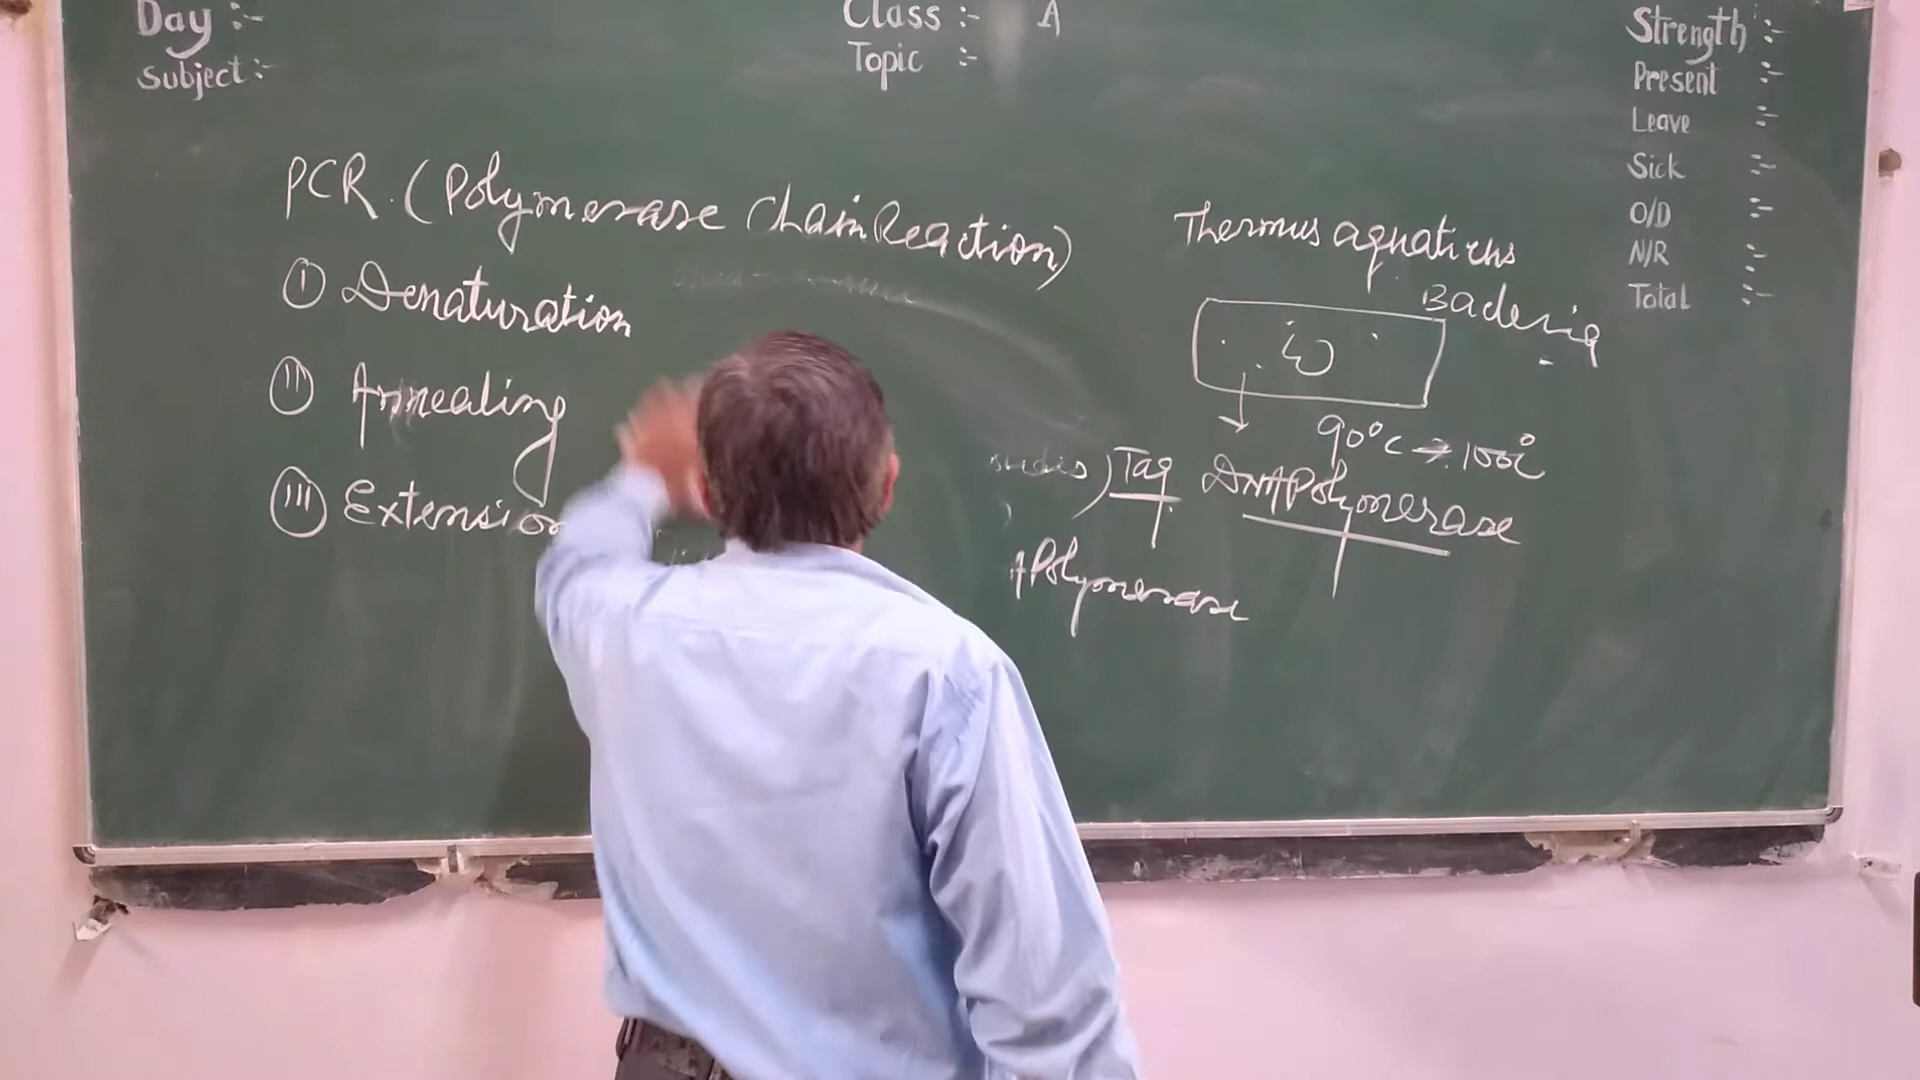 Day :-
Subject :-
Class :- A
Topic :-
Strength :-
Present :-
Leave :-
Sick :-
O/D :-
N/R :-
Total :-
PCR. (Polymerase Chain Reaction)
(I) Denaturation
(II) Annealing
(III) Extension
Thermus aquaticus
Bacteria
90°C → 100°C
Taq DNA Polymerase
Polymerase